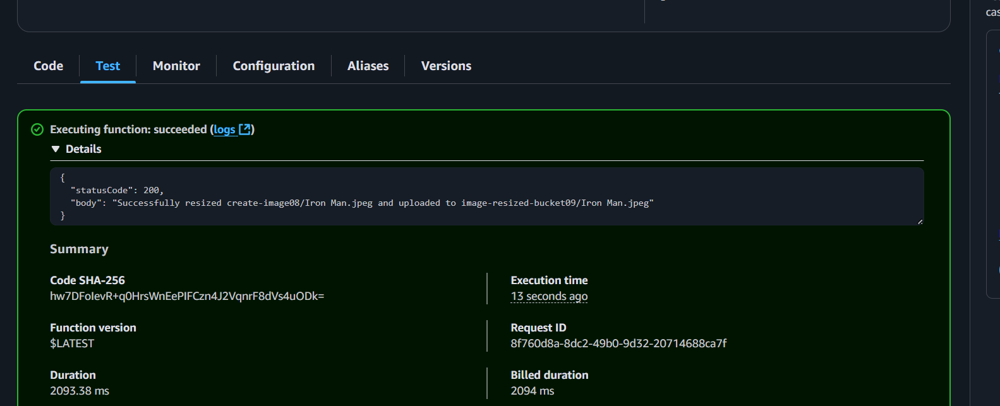 cas
Code Test Monitor Configuration Aliases Versions
Executing function: succeeded (logs)
Details
{
"statusCode": 200,
"body": "Successfully resized create-image08/Iron Man.jpeg and uploaded to image-resized-bucket09/Iron Man.jpeg"
}
Summary
Code SHA-256
hw7DFoIevR+q0HrsWnEePIFCzn4J2VqnrF8dVs4uODk=
Execution time
13 seconds ago
Function version
$LATEST
Request ID
8f760d8a-8dc2-49b0-9d32-20714688ca7f
Duration
2093.38 ms
Billed duration
2094 ms